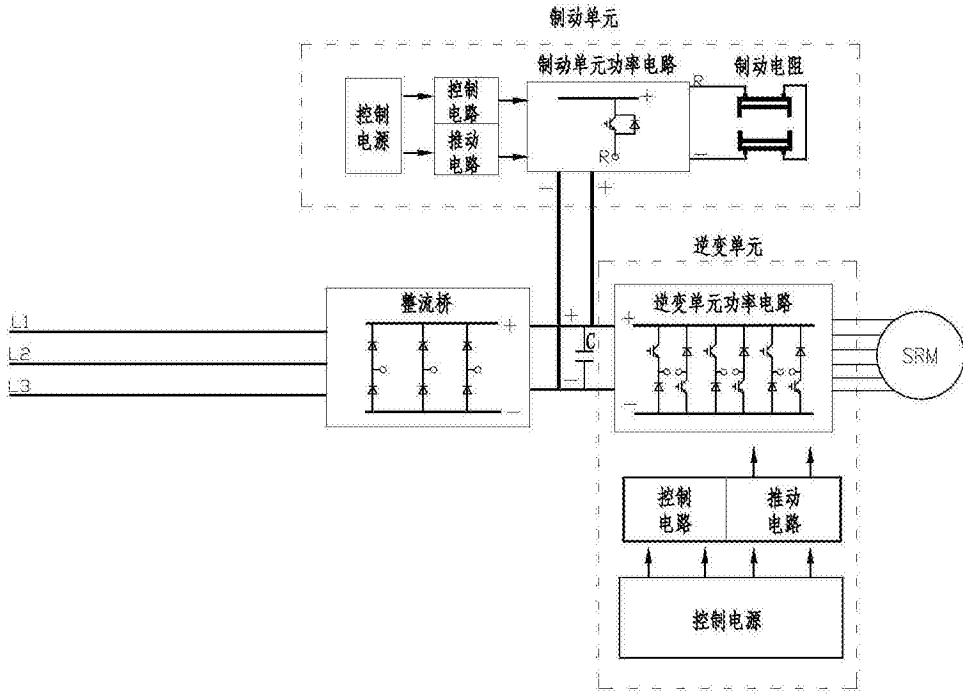 制动单元
制动单元功率电路
制动电阻
控制
电源
控制
电路
推动
电路
+
R
R
−
− +
逆变单元
整流桥
逆变单元功率电路
L1
L2
L3
+
−
+
C
−
+
−
SRM
控制
电路
推动
电路
控制电源